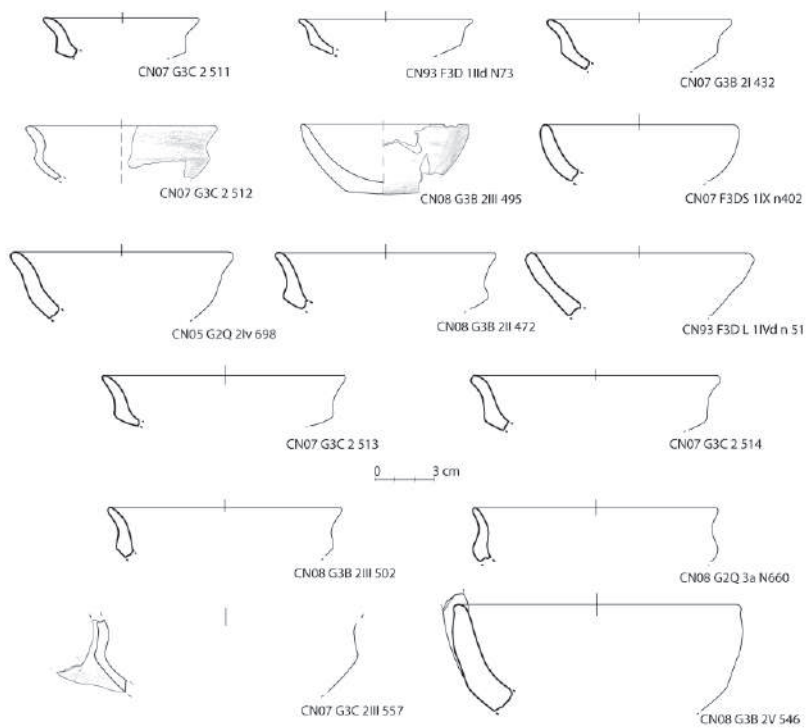 CN07 G3C 2 511
CN93 F3D 1IId N73
CN07 G3B 2I 432
CN07 G3C 2 512
CN08 G3B 2III 495
CN07 F3DS 1IX n402
CN05 G2Q 2Iv 698
CN08 G3B 2II 472
CN93 F3D L 1IVd n 51
CN07 G3C 2 513
CN07 G3C 2 514
0 3 cm
CN08 G3B 2III 502
CN08 G2Q 3a N660
CN07 G3C 2III 557
CN08 G3B 2V 546